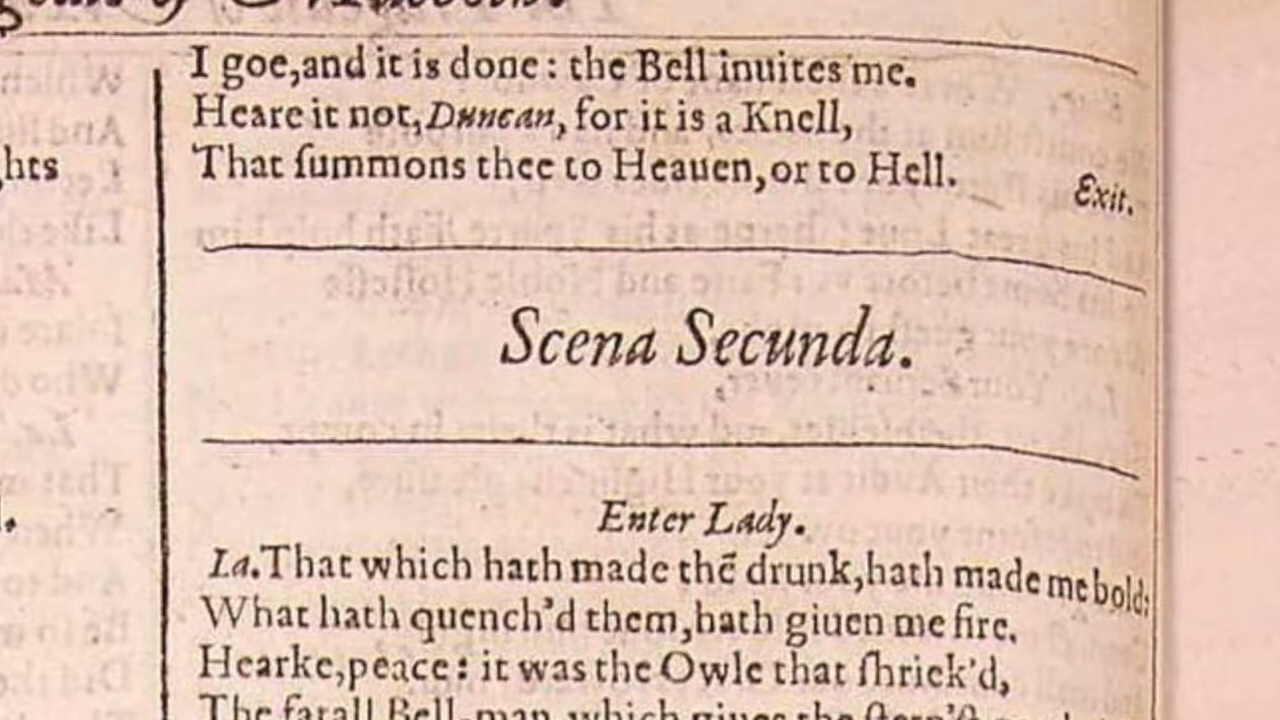 I goe, and it is done: the Bell inuites me.
Heare it not, Duncan, for it is a Knell,
That ſummons thee to Heauen, or to Hell. Exit.
Scena Secunda.
Enter Lady.
La. That which hath made thē drunk, hath made me bold:
What hath quench'd them, hath giuen me fire.
Hearke, peace: it was the Owle that ſhriek'd,
The fatall Bell-man, which giues the ſtern'ſt
hts